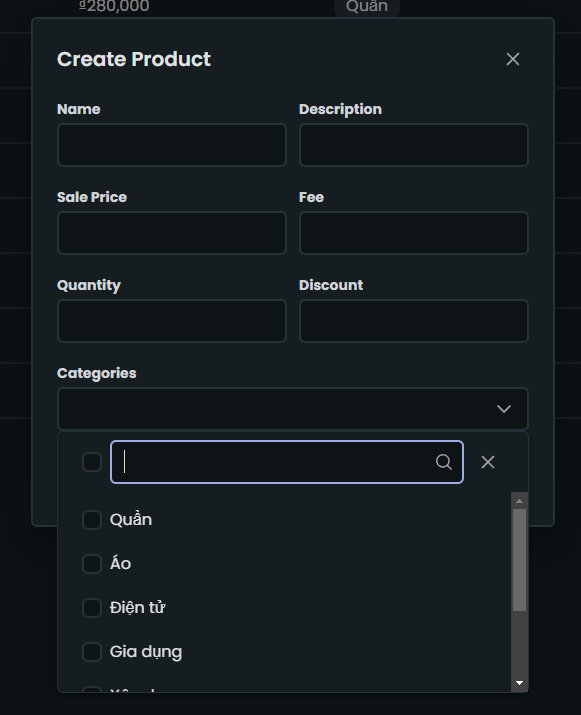 ₫280,000 Quần
Create Product
Name Description
Sale Price Fee
Quantity Discount
Categories
Quần
Áo
Điện tử
Gia dụng